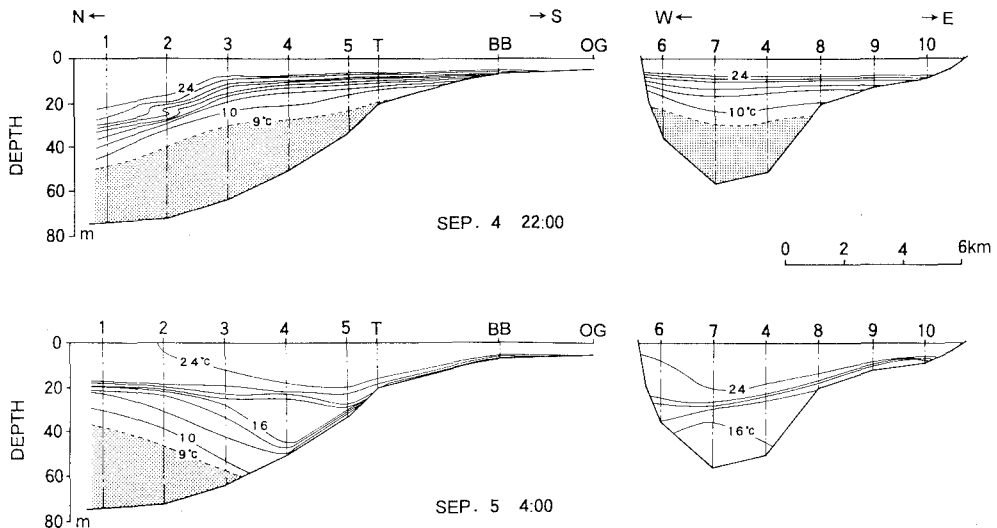 N ← → S W ← → E
1 2 3 4 5 T BB OG 6 7 4 8 9 10
0
20
40
60
80 m
DEPTH
24
10
9°C
24
10°C
SEP. 4 22:00
0 2 4 6km
1 2 3 4 5 T BB OG 6 7 4 8 9 10
0
20
40
60
80 m
DEPTH
24°C
16
10
9°C
24
16°C
SEP. 5 4:00